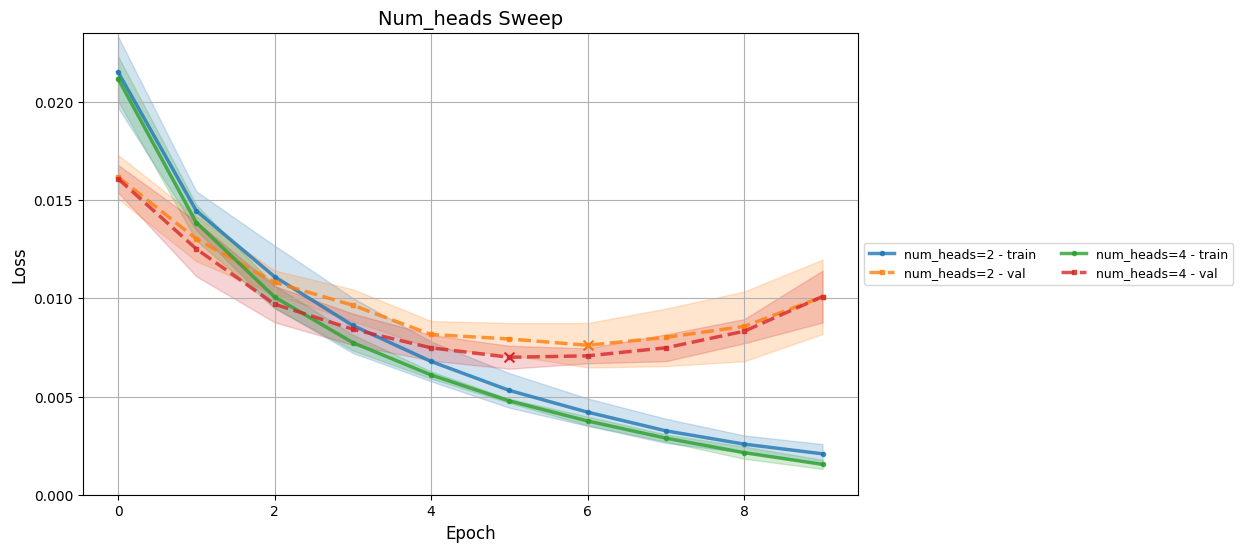 Num_heads Sweep
0.020
0.015
0.010
0.005
0.000
Loss
0 2 4 6 8
Epoch
num_heads=2 - train num_heads=4 - train
num_heads=2 - val num_heads=4 - val